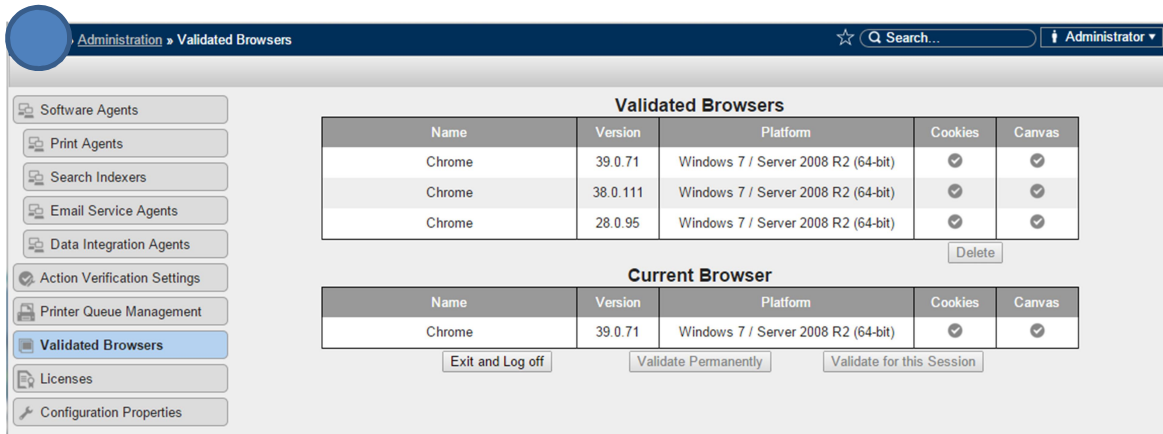 » Administration » Validated Browsers
Search...
Administrator ▾
Software Agents
Print Agents
Search Indexers
Email Service Agents
Data Integration Agents
Action Verification Settings
Printer Queue Management
Validated Browsers
Licenses
Configuration Properties
Validated Browsers
Name Version Platform Cookies Canvas
Chrome 39.0.71 Windows 7 / Server 2008 R2 (64-bit)
Chrome 38.0.111 Windows 7 / Server 2008 R2 (64-bit)
Chrome 28.0.95 Windows 7 / Server 2008 R2 (64-bit)
Delete
Current Browser
Name Version Platform Cookies Canvas
Chrome 39.0.71 Windows 7 / Server 2008 R2 (64-bit)
Exit and Log off Validate Permanently Validate for this Session